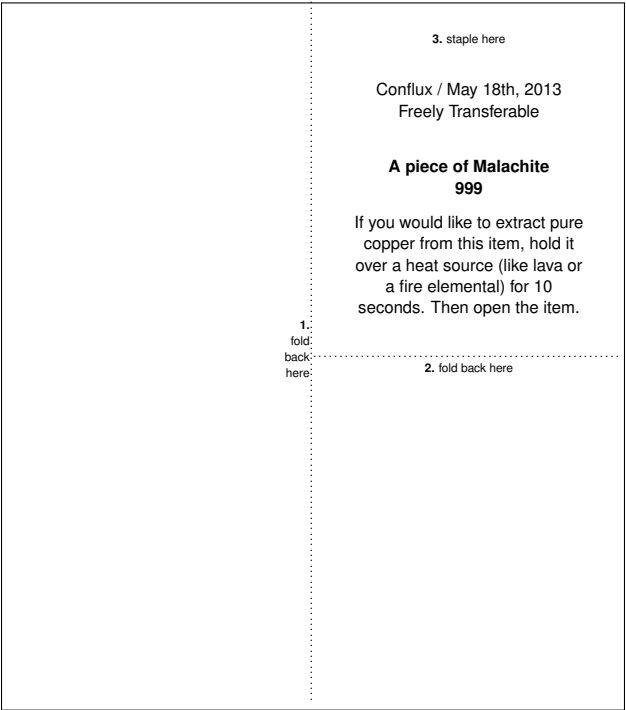 3. staple here
Conflux / May 18th, 2013
Freely Transferable
A piece of Malachite
999
If you would like to extract pure
copper from this item, hold it
over a heat source (like lava or
a fire elemental) for 10
seconds. Then open the item.
1.
fold
back
here
2. fold back here